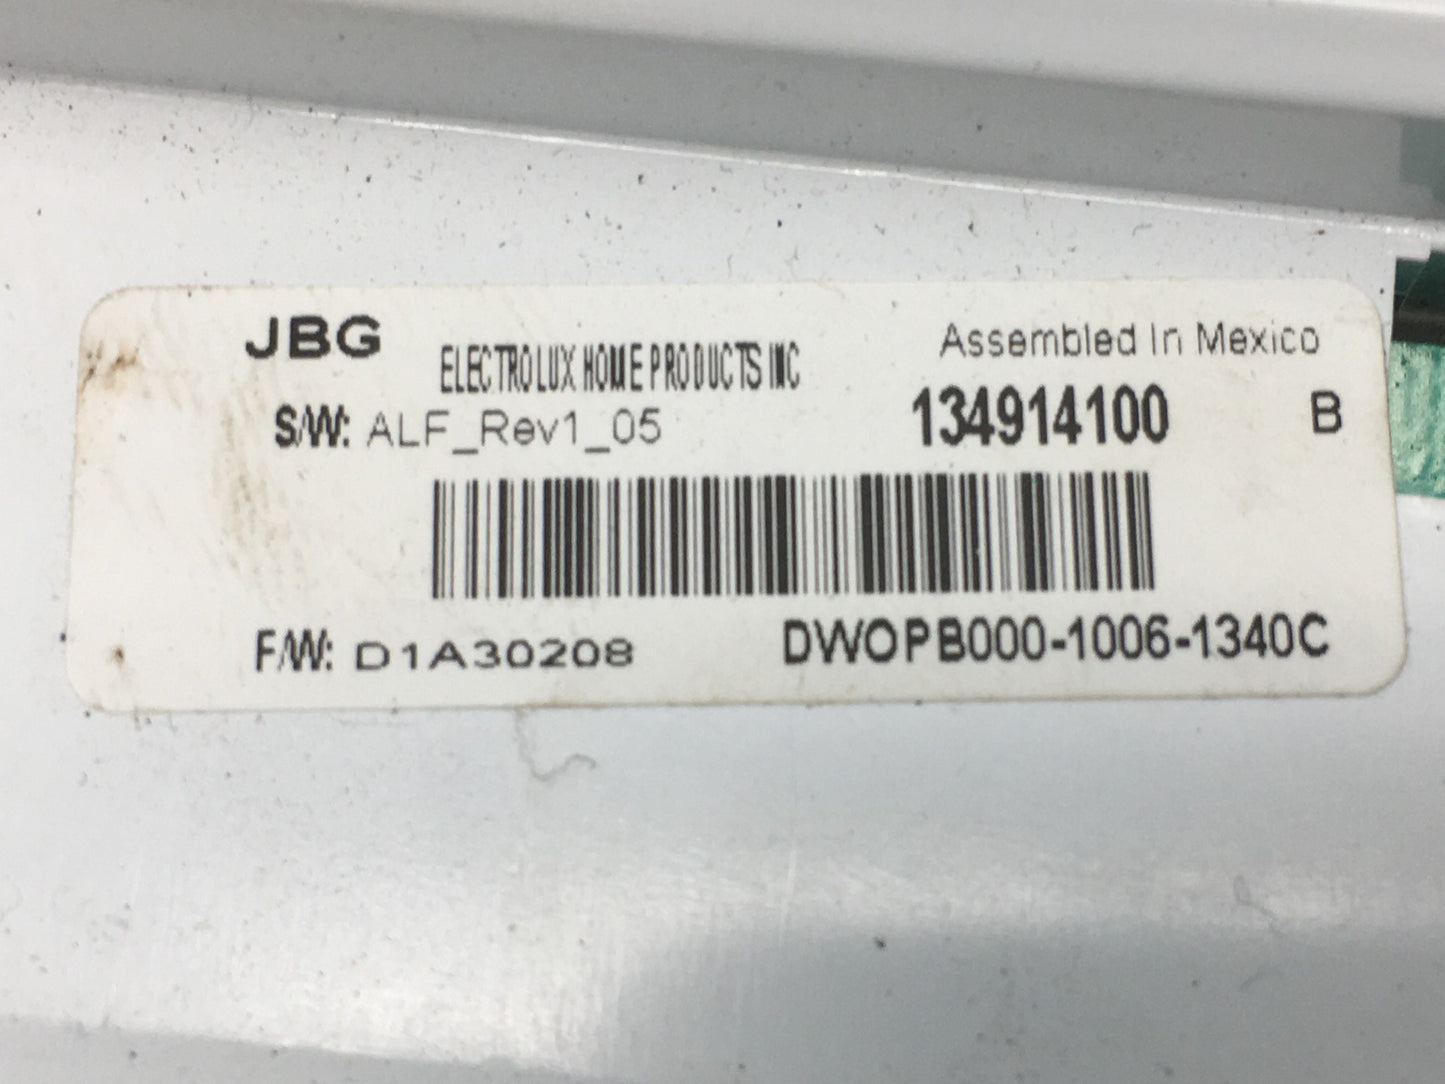 JBG
ELECTROLUX HOME PRODUCTS INC
Assembled In Mexico
S/W: ALF_Rev1_05
134914100 B
F/W: D1A30208
DWOPB000-1006-1340C